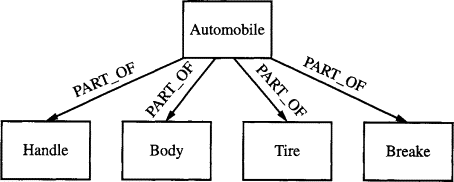 Automobile
PART_OF
PART_OF
PART_OF
PART_OF
Handle
Body
Tire
Breake